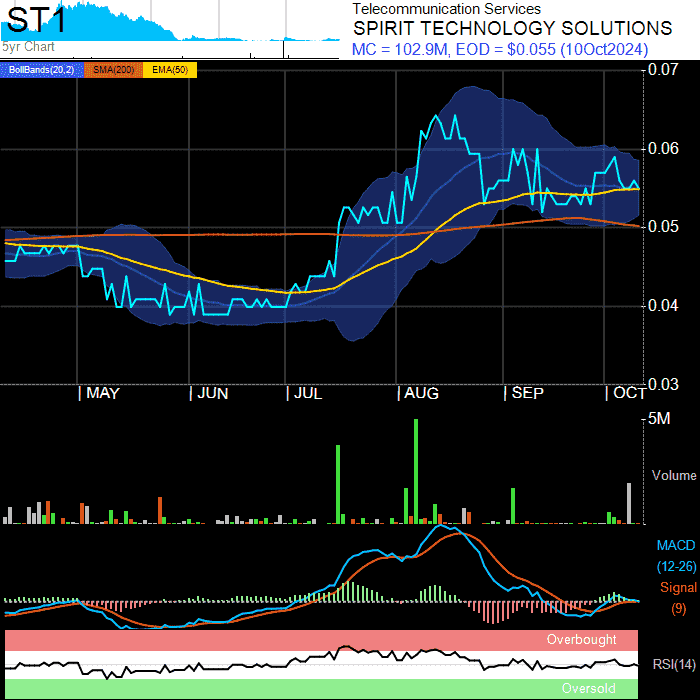 ST1
5yr Chart
Telecommunication Services
SPIRIT TECHNOLOGY SOLUTIONS
MC = 102.9M, EOD = $0.055 (10Oct2024)
BollBands(20,2) SMA(200) EMA(50)
0.07
0.06
0.05
0.04
0.03
| MAY | JUN | JUL | AUG | SEP | OCT
5M
Volume
MACD
(12-26)
Signal
(9)
Overbought
RSI(14)
Oversold